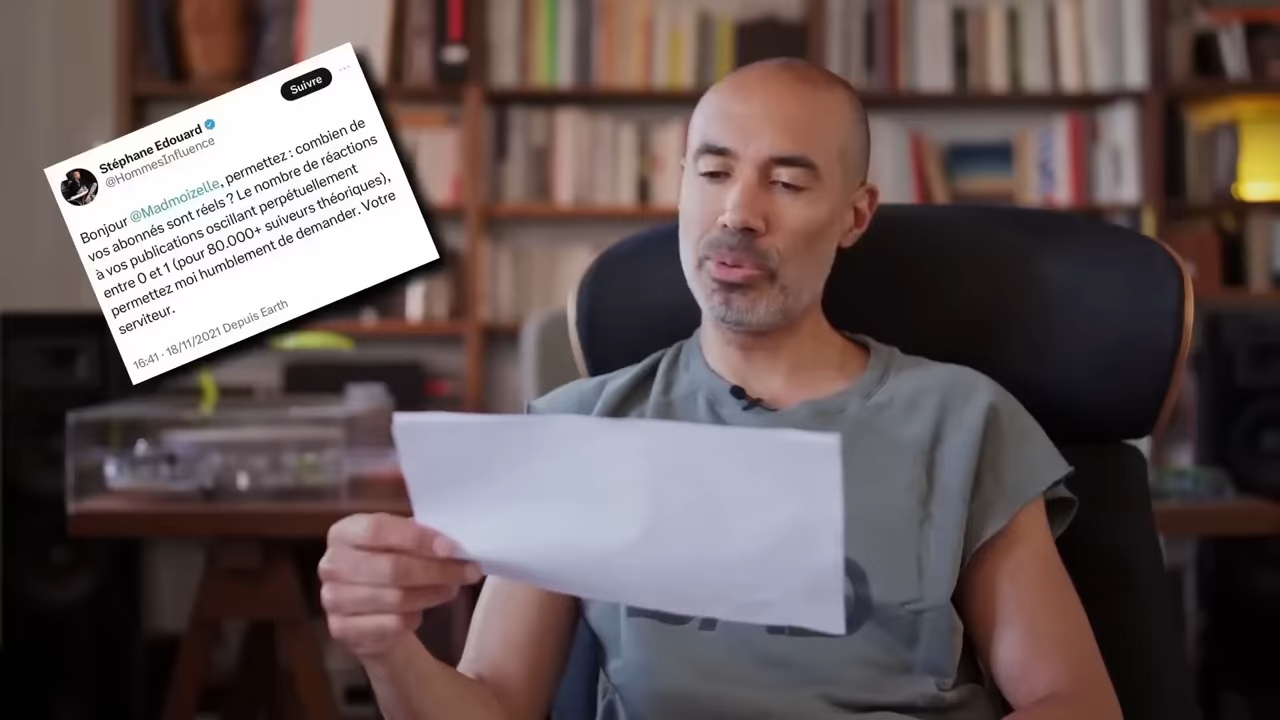 Suivre
Stéphane Edouard
@HommesInfluence
Bonjour @Madmoizelle, permettez : combien de
vos abonnés sont réels ? Le nombre de réactions
à vos publications oscillant perpétuellement
entre 0 et 1 (pour 80.000+ suiveurs théoriques),
permettez moi humblement de demander. Votre
serviteur.
16:41 · 18/11/2021 Depuis Earth